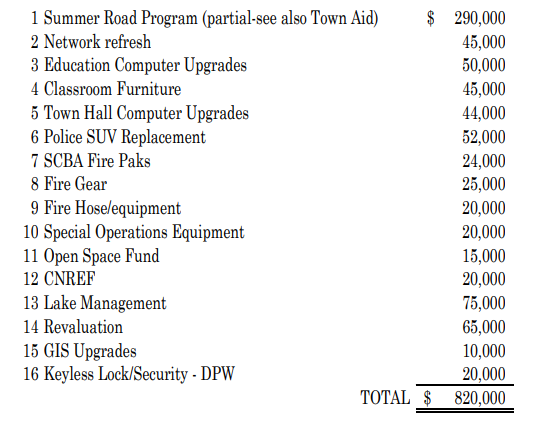 1 Summer Road Program (partial-see also Town Aid) $ 290,000
2 Network refresh 45,000
3 Education Computer Upgrades 50,000
4 Classroom Furniture 45,000
5 Town Hall Computer Upgrades 44,000
6 Police SUV Replacement 52,000
7 SCBA Fire Paks 24,000
8 Fire Gear 25,000
9 Fire Hose/equipment 20,000
10 Special Operations Equipment 20,000
11 Open Space Fund 15,000
12 CNREF 20,000
13 Lake Management 75,000
14 Revaluation 65,000
15 GIS Upgrades 10,000
16 Keyless Lock/Security - DPW 20,000
TOTAL $ 820,000